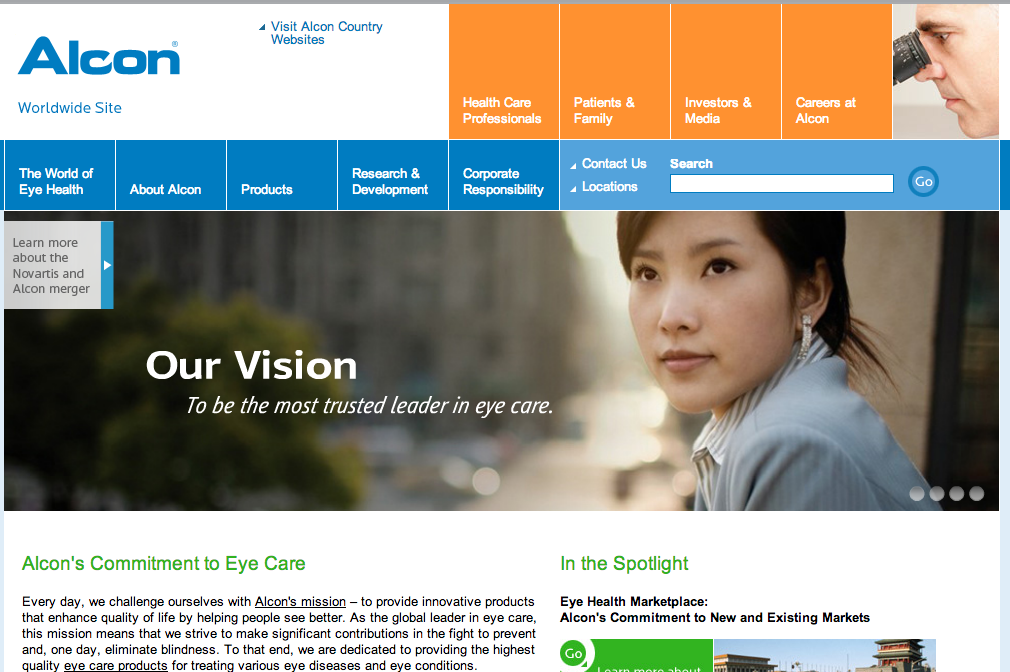 Alcon®
Worldwide Site
Visit Alcon Country
Websites
Health Care
Professionals
Patients &
Family
Investors &
Media
Careers at
Alcon
The World of
Eye Health
About Alcon
Products
Research &
Development
Corporate
Responsibility
Contact Us
Locations
Search
Go
Learn more
about the
Novartis and
Alcon merger
Our Vision
To be the most trusted leader in eye care.
Alcon's Commitment to Eye Care
Every day, we challenge ourselves with Alcon's mission – to provide innovative products
that enhance quality of life by helping people see better. As the global leader in eye care,
this mission means that we strive to make significant contributions in the fight to prevent
and, one day, eliminate blindness. To that end, we are dedicated to providing the highest
quality eye care products for treating various eye diseases and eye conditions.
In the Spotlight
Eye Health Marketplace:
Alcon's Commitment to New and Existing Markets
Go
Learn more about